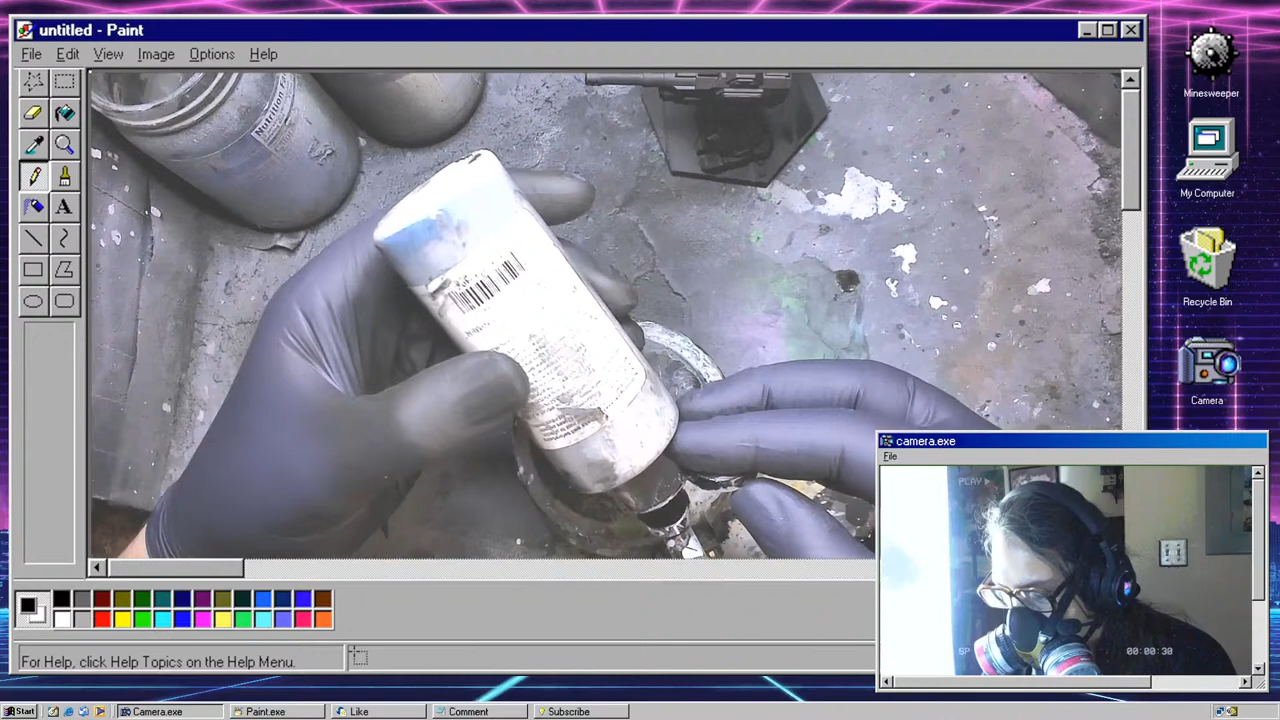 untitled - Paint
File Edit View Image Options Help
Nutrition F
Minesweeper
My Computer
Recycle Bin
Camera
camera.exe
File
PLAY
SP 00:00:30
For Help, click Help Topics on the Help Menu.
Start Camera.exe Paint.exe Like Comment Subscribe